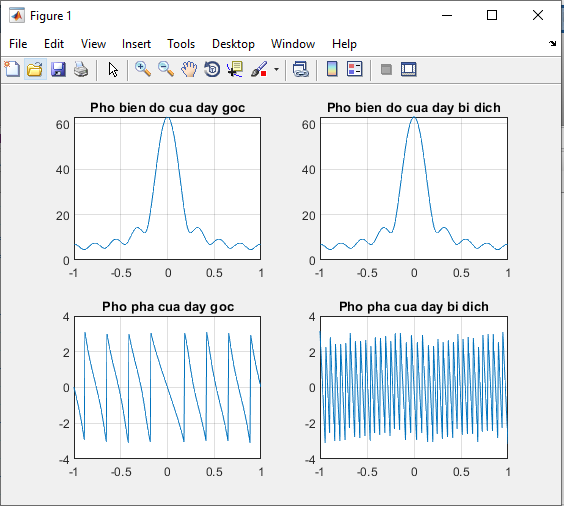 Figure 1
File Edit View Insert Tools Desktop Window Help
Pho bien do cua day goc
60
40
20
0
-1 -0.5 0 0.5 1
Pho bien do cua day bi dich
60
40
20
0
-1 -0.5 0 0.5 1
Pho pha cua day goc
4
2
0
-2
-4
-1 -0.5 0 0.5 1
Pho pha cua day bi dich
4
2
0
-2
-4
-1 -0.5 0 0.5 1